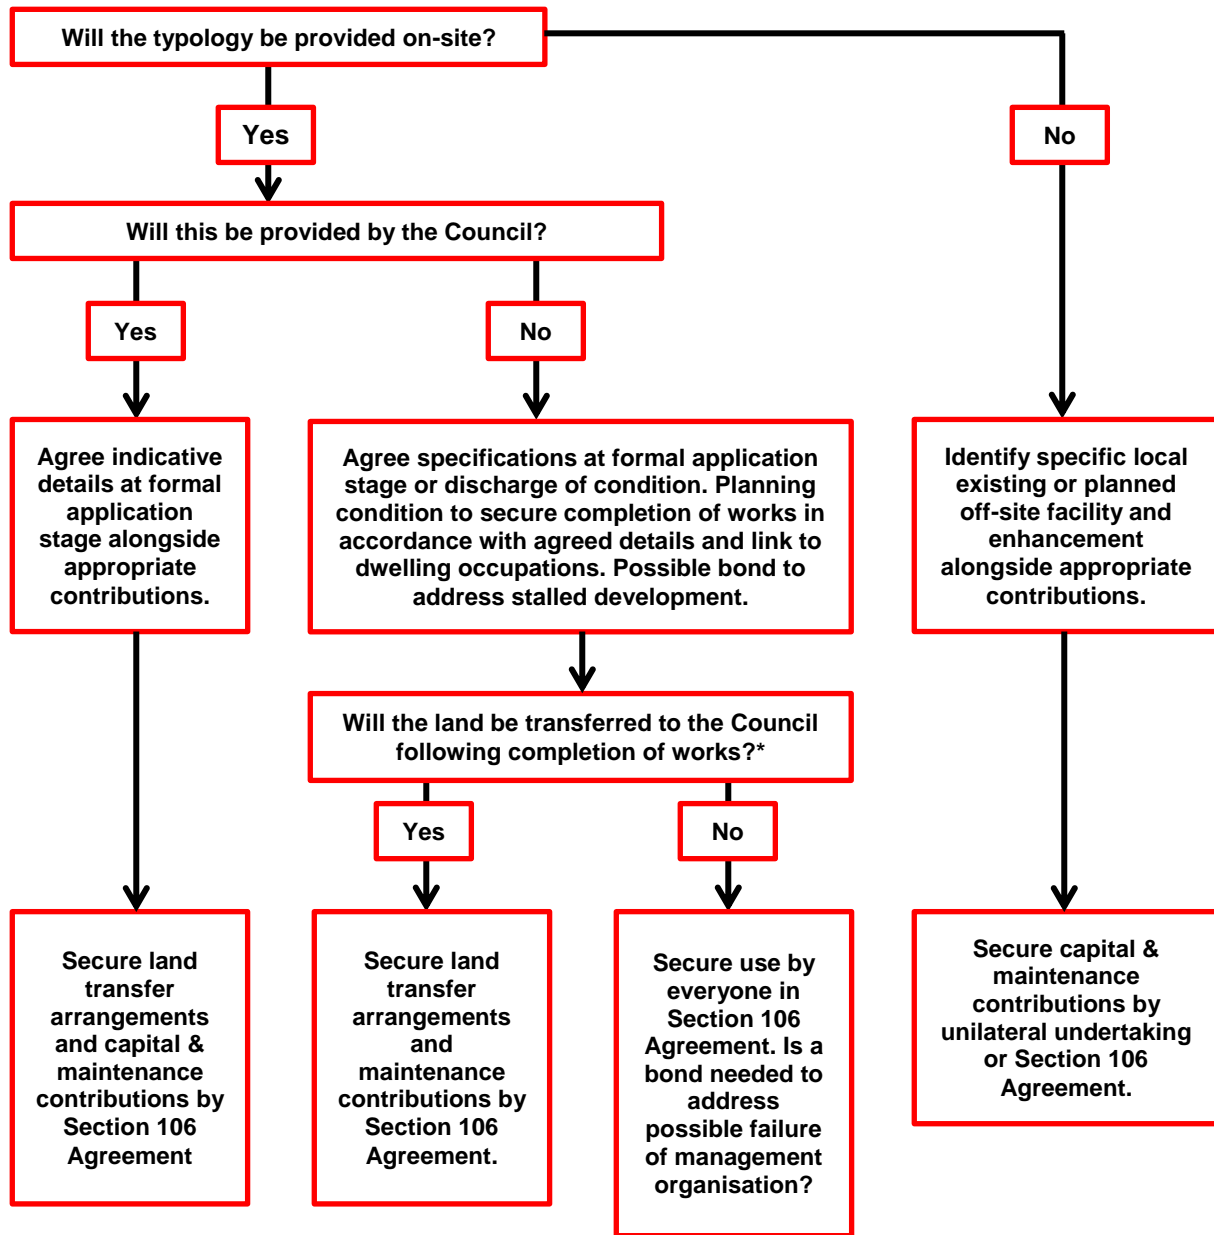 Will the typology be provided on-site?
Yes
No
Will this be provided by the Council?
Yes
No
Agree indicative
details at formal
application
stage alongside
appropriate
contributions.
Agree specifications at formal application
stage or discharge of condition. Planning
condition to secure completion of works in
accordance with agreed details and link to
dwelling occupations. Possible bond to
address stalled development.
Identify specific local
existing or planned
off-site facility and
enhancement
alongside appropriate
contributions.
Will the land be transferred to the Council
following completion of works?*
Yes
No
Secure land
transfer
arrangements
and capital &
maintenance
contributions by
Section 106
Agreement
Secure land
transfer
arrangements
and
maintenance
contributions by
Section 106
Agreement.
Secure use by
everyone in
Section 106
Agreement. Is a
bond needed to
address
possible failure
of management
organisation?
Secure capital &
maintenance
contributions by
unilateral undertaking
or Section 106
Agreement.